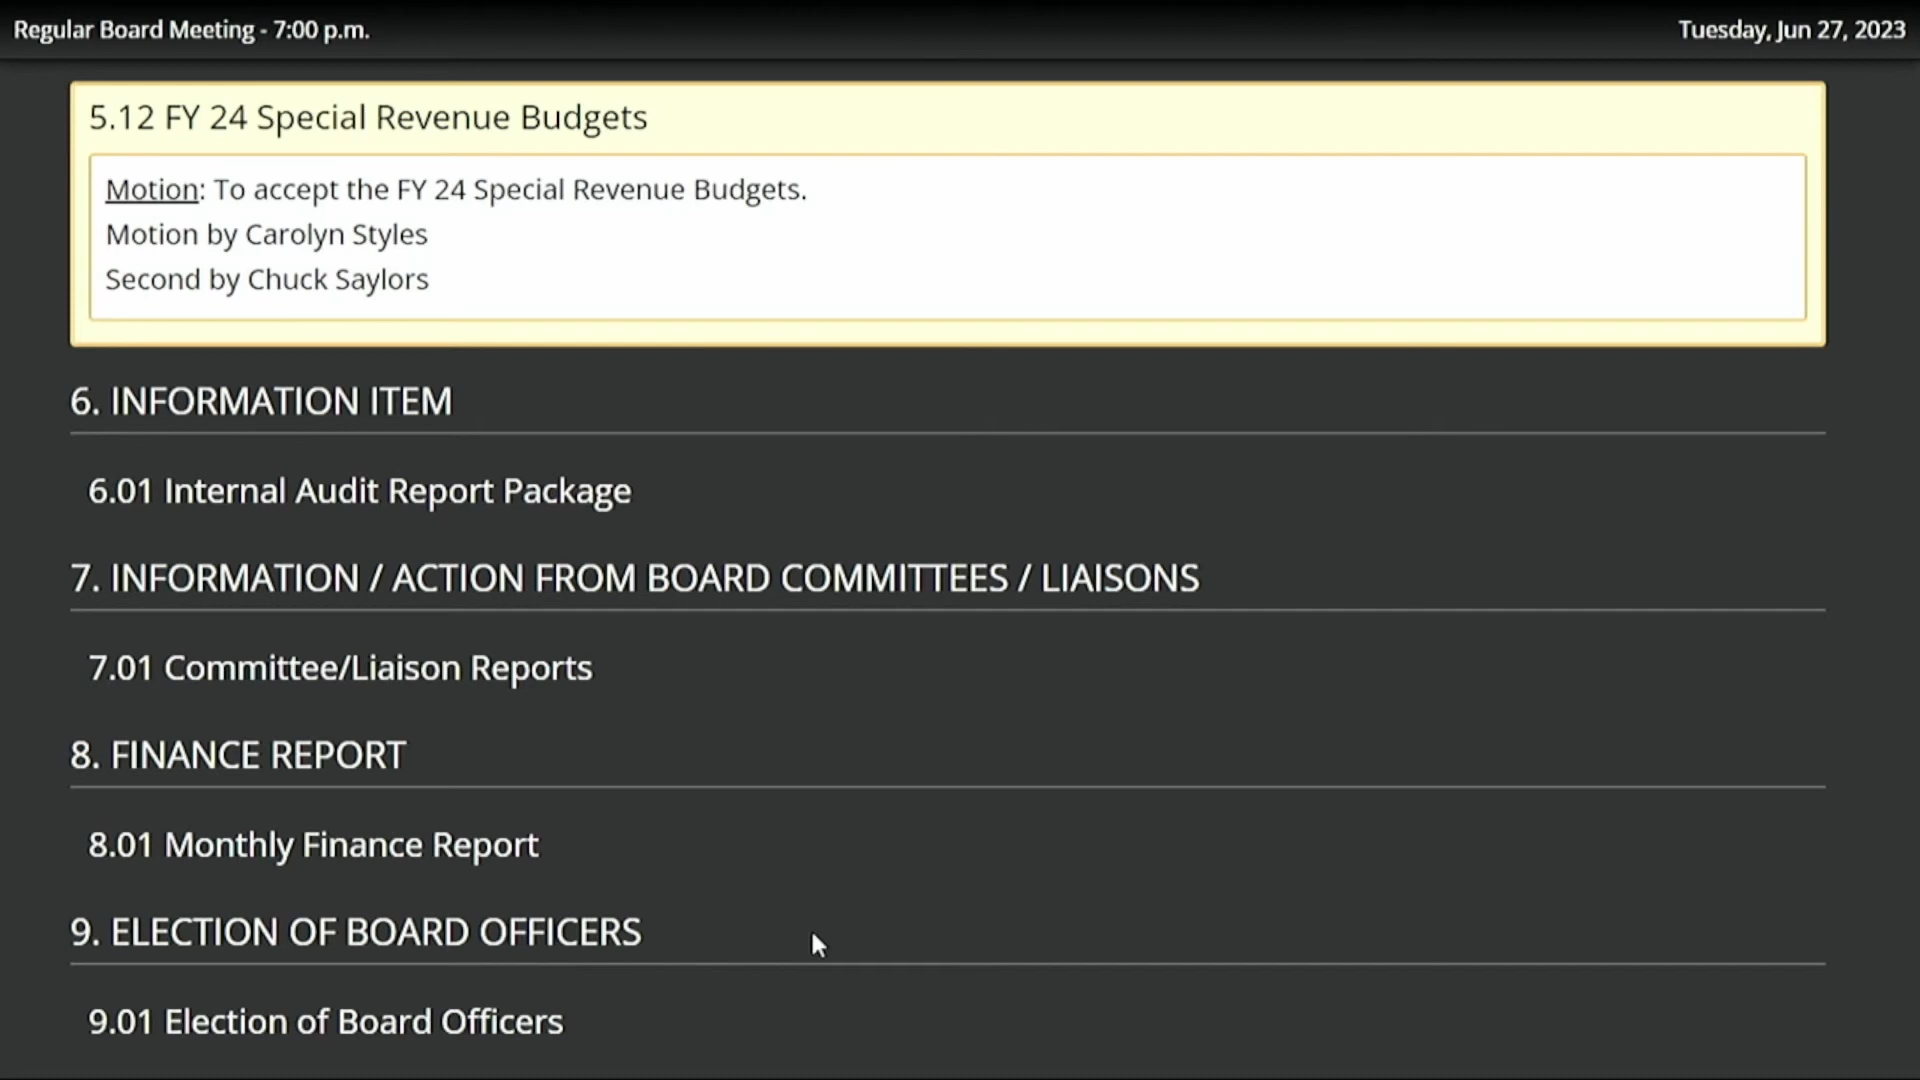 Regular Board Meeting - 7:00 p.m.
Tuesday, Jun 27, 2023
5.12 FY 24 Special Revenue Budgets
Motion: To accept the FY 24 Special Revenue Budgets.
Motion by Carolyn Styles
Second by Chuck Saylors
6. INFORMATION ITEM
6.01 Internal Audit Report Package
7. INFORMATION / ACTION FROM BOARD COMMITTEES / LIAISONS
7.01 Committee/Liaison Reports
8. FINANCE REPORT
8.01 Monthly Finance Report
9. ELECTION OF BOARD OFFICERS
9.01 Election of Board Officers